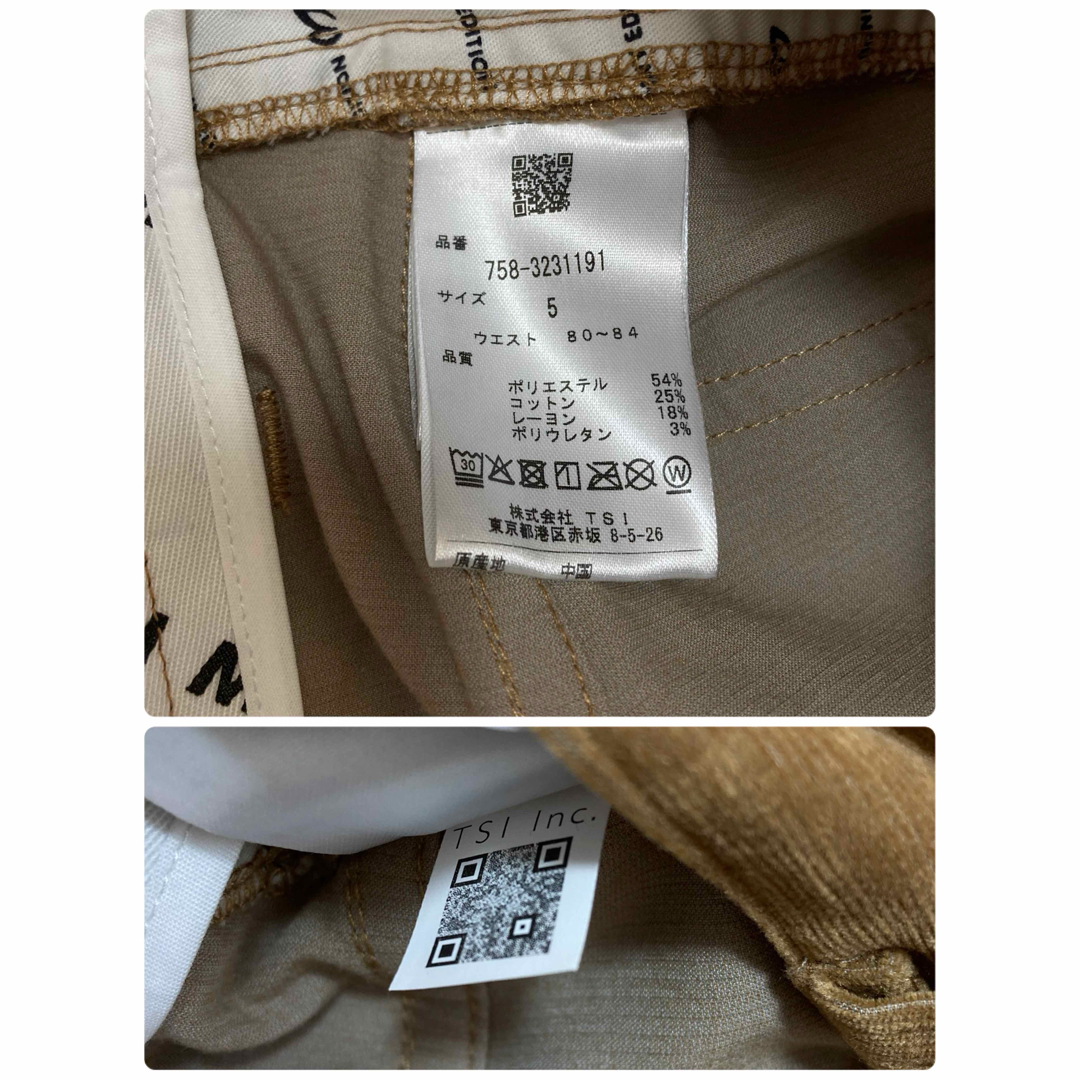 EDITION
品番
758-3231191
サイズ 5
ウエスト 80~84
品質
ポリエステル 54%
コットン 25%
レーヨン 18%
ポリウレタン 3%
30
W
株式会社 TSI
東京都港区赤坂 8-5-26
原産地 中国
TSI Inc.